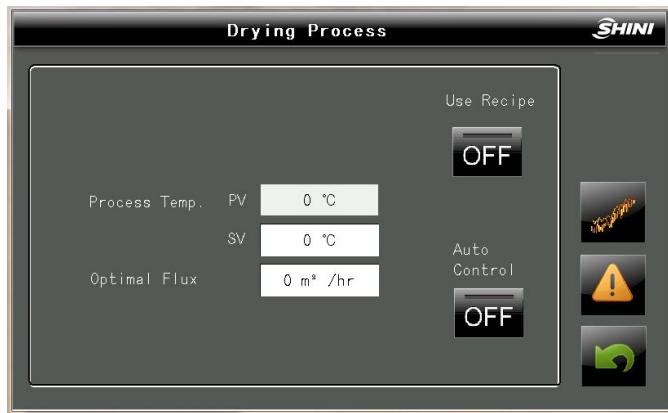 Drying Process
SHINI
Use Recipe
OFF
Process Temp. PV 0 ℃
SV 0 ℃
Auto
Control
Optimal Flux 0 m³ /hr
OFF